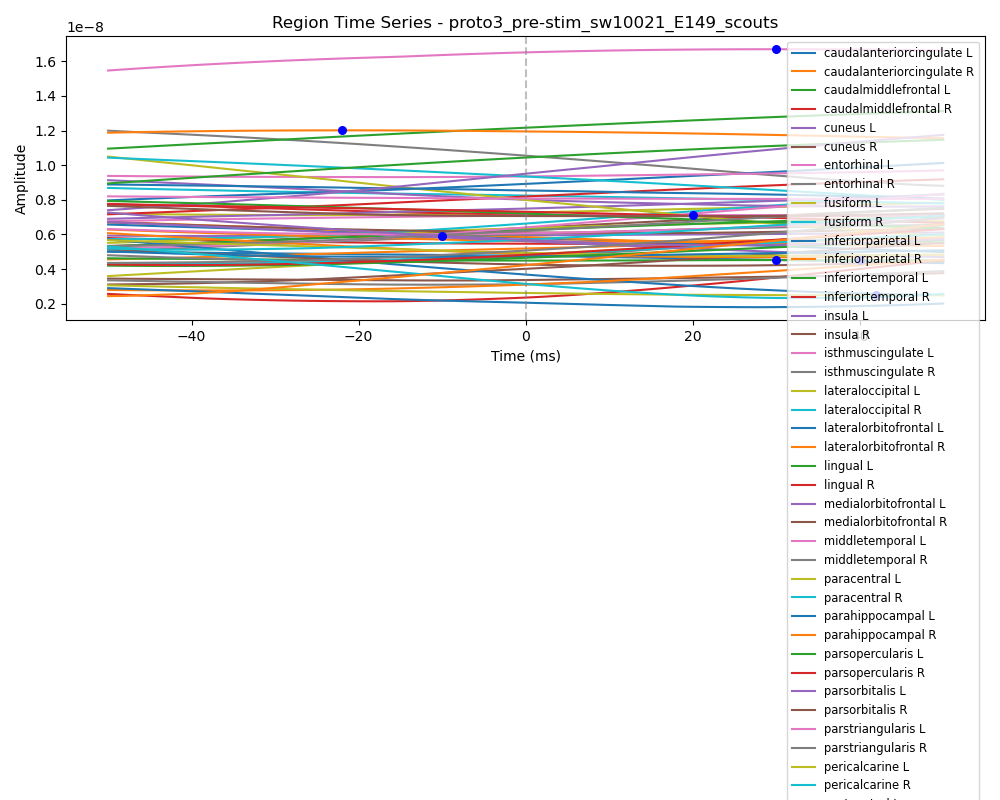 Region Time Series - proto3_pre-stim_sw10021_E149_scouts
1e−8
1.6
1.4
1.2
1.0
0.8
0.6
0.4
0.2
Amplitude
−40
−20
0
20
40
Time (ms)
caudalanteriorcingulate L
caudalanteriorcingulate R
caudalmiddlefrontal L
caudalmiddlefrontal R
cuneus L
cuneus R
entorhinal L
entorhinal R
fusiform L
fusiform R
inferiorparietal L
inferiorparietal R
inferiortemporal L
inferiortemporal R
insula L
insula R
isthmuscingulate L
isthmuscingulate R
lateraloccipital L
lateraloccipital R
lateralorbitofrontal L
lateralorbitofrontal R
lingual L
lingual R
medialorbitofrontal L
medialorbitofrontal R
middletemporal L
middletemporal R
paracentral L
paracentral R
parahippocampal L
parahippocampal R
parsopercularis L
parsopercularis R
parsorbitalis L
parsorbitalis R
parstriangularis L
parstriangularis R
pericalcarine L
pericalcarine R